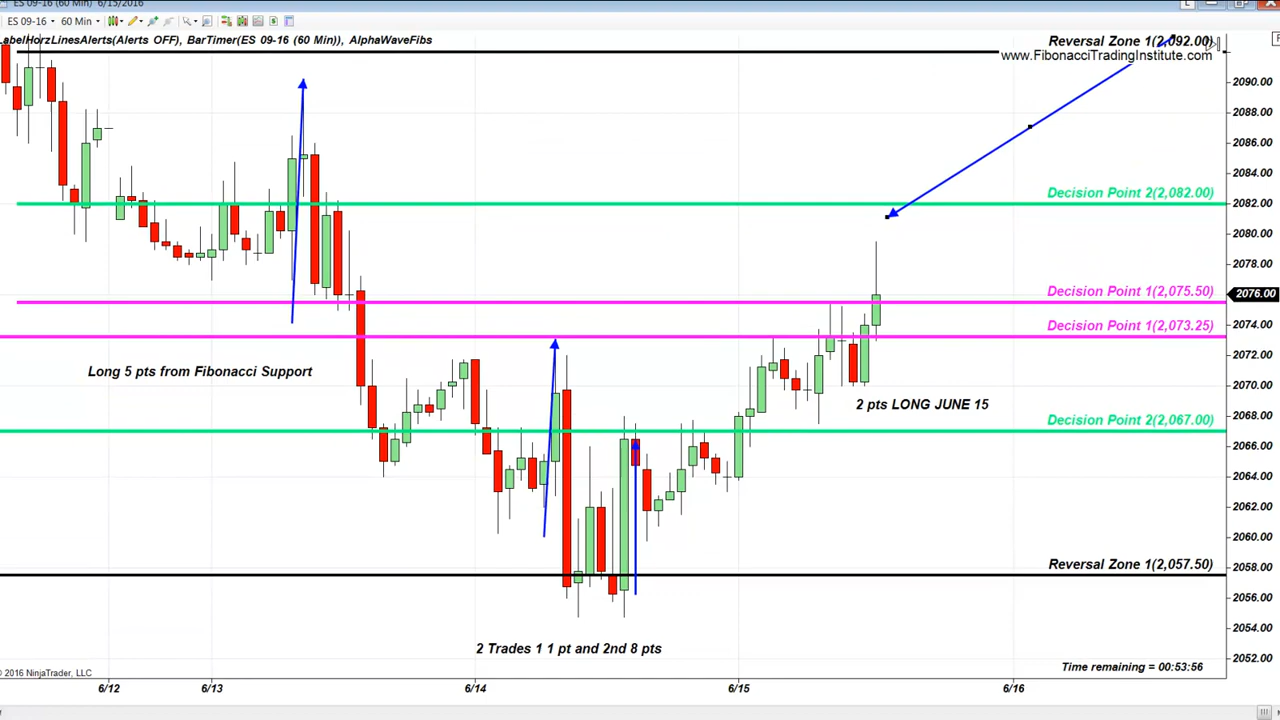 ES 09-16 (60 Min) 6/15/2016
ES 09-16 60 Min
abelHorzLinesAlerts(Alerts OFF), BarTimer(ES 09-16 (60 Min)), AlphaWaveFibs
Reversal Zone 1(2,092.00)
www.FibonacciTradingInstitute.com
2090.00
2088.00
2086.00
2084.00
Decision Point 2(2,082.00)
2082.00
2080.00
2078.00
Decision Point 1(2,075.50)
2076.00
Decision Point 1(2,073.25)
2074.00
2072.00
Long 5 pts from Fibonacci Support
2070.00
2 pts LONG JUNE 15
2068.00
Decision Point 2(2,067.00)
2066.00
2064.00
2062.00
2060.00
Reversal Zone 1(2,057.50)
2058.00
2056.00
2054.00
2 Trades 1 1 pt and 2nd 8 pts
2052.00
Time remaining = 00:53:56
© 2016 NinjaTrader, LLC
6/12 6/13 6/14 6/15 6/16